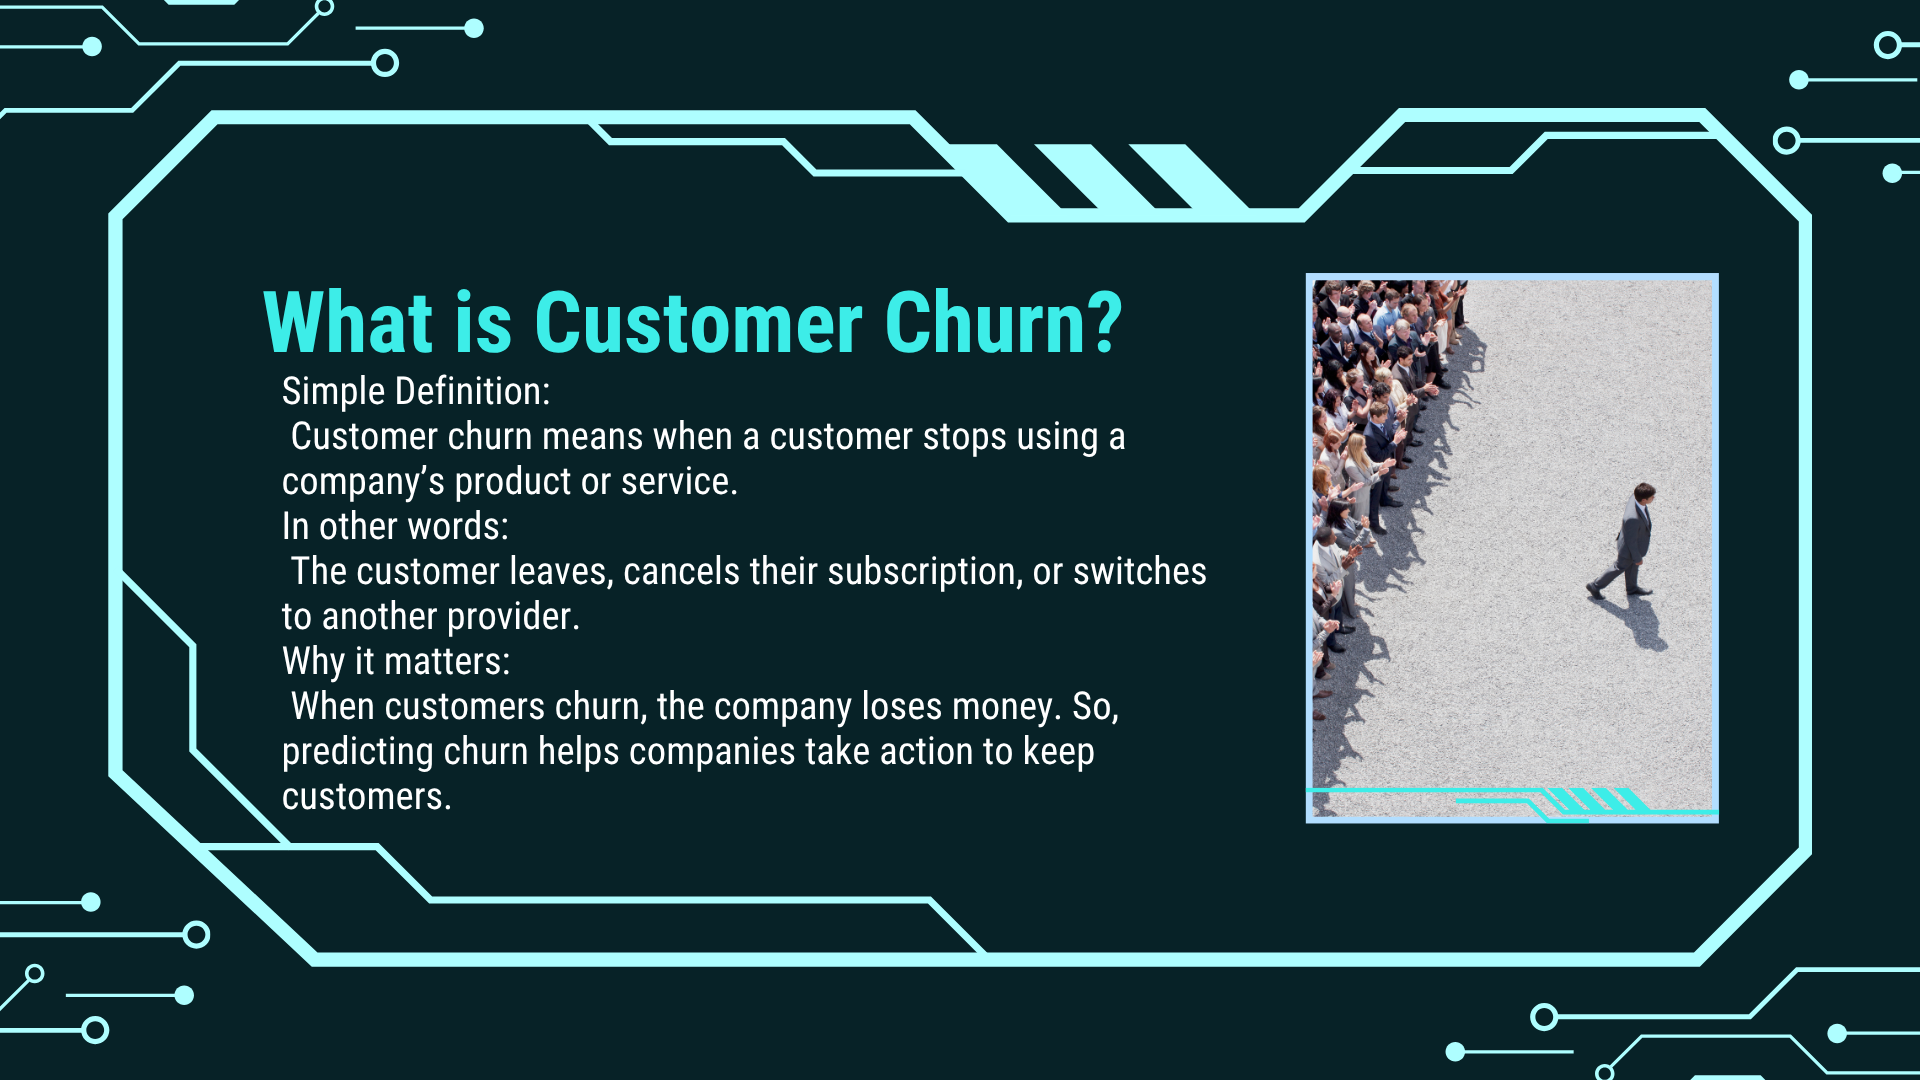 What is Customer Churn?
Simple Definition:
Customer churn means when a customer stops using a
company’s product or service.
In other words:
The customer leaves, cancels their subscription, or switches
to another provider.
Why it matters:
When customers churn, the company loses money. So,
predicting churn helps companies take action to keep
customers.